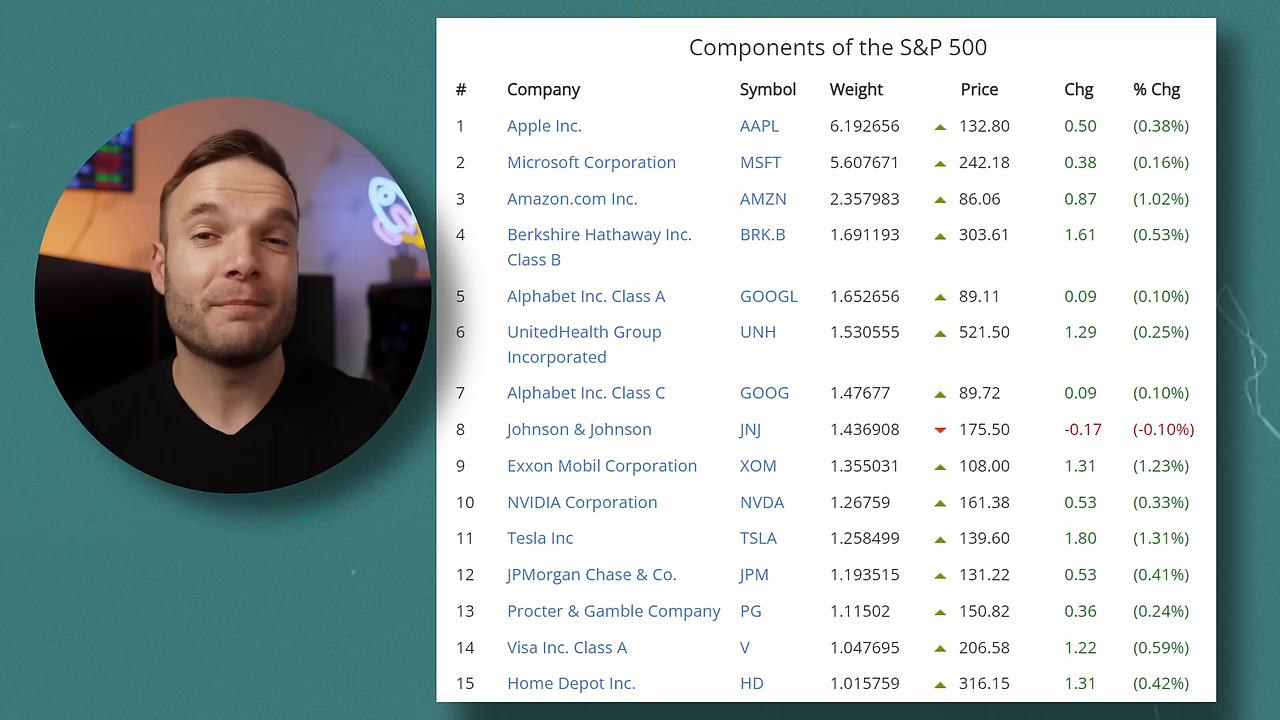 Components of the S&P 500
# Company Symbol Weight Price Chg % Chg
1 Apple Inc. AAPL 6.192656 132.80 0.50 (0.38%)
2 Microsoft Corporation MSFT 5.607671 242.18 0.38 (0.16%)
3 Amazon.com Inc. AMZN 2.357983 86.06 0.87 (1.02%)
4 Berkshire Hathaway Inc. BRK.B 1.691193 303.61 1.61 (0.53%)
Class B
5 Alphabet Inc. Class A GOOGL 1.652656 89.11 0.09 (0.10%)
6 UnitedHealth Group UNH 1.530555 521.50 1.29 (0.25%)
Incorporated
7 Alphabet Inc. Class C GOOG 1.47677 89.72 0.09 (0.10%)
8 Johnson & Johnson JNJ 1.436908 175.50 -0.17 (-0.10%)
9 Exxon Mobil Corporation XOM 1.355031 108.00 1.31 (1.23%)
10 NVIDIA Corporation NVDA 1.26759 161.38 0.53 (0.33%)
11 Tesla Inc TSLA 1.258499 139.60 1.80 (1.31%)
12 JPMorgan Chase & Co. JPM 1.193515 131.22 0.53 (0.41%)
13 Procter & Gamble Company PG 1.11502 150.82 0.36 (0.24%)
14 Visa Inc. Class A V 1.047695 206.58 1.22 (0.59%)
15 Home Depot Inc. HD 1.015759 316.15 1.31 (0.42%)